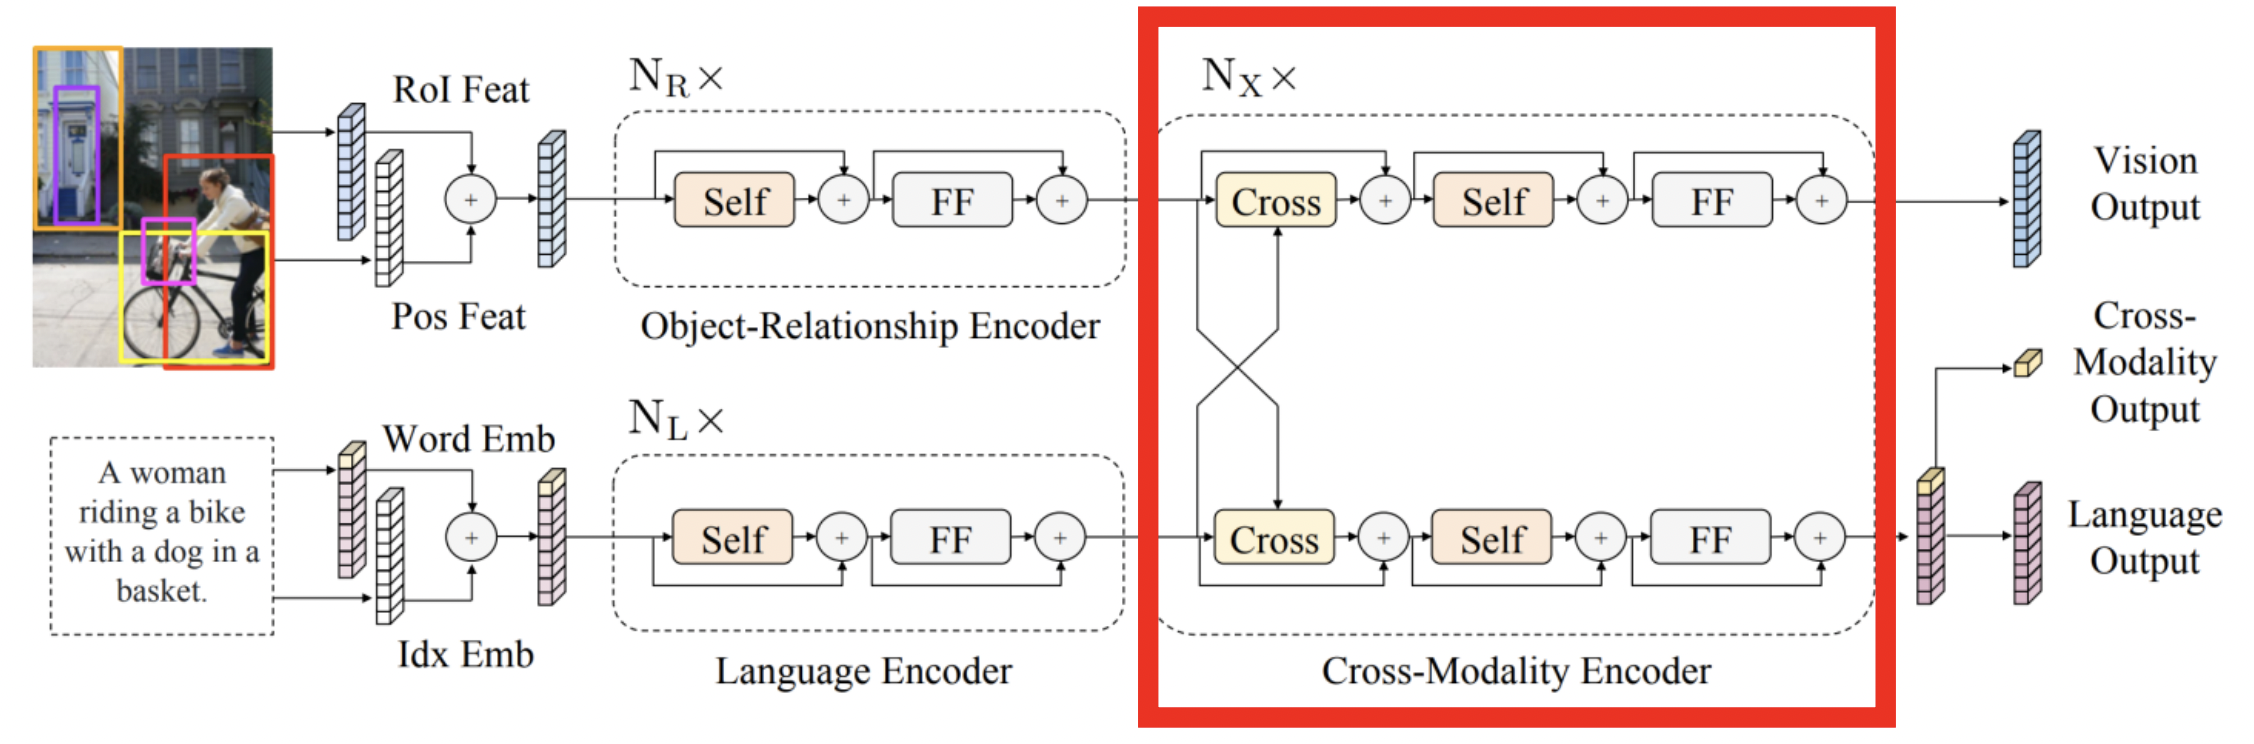 RoI Feat
Pos Feat
N_R ×
Self
+
FF
+
+
Object-Relationship Encoder
A woman
riding a bike
with a dog in a
basket.
Word Emb
Idx Emb
+
N_L ×
Self
+
FF
+
Language Encoder
N_X ×
Cross
+
Self
+
FF
+
Cross
+
Self
+
FF
+
Cross-Modality Encoder
Vision
Output
Cross-
Modality
Output
Language
Output